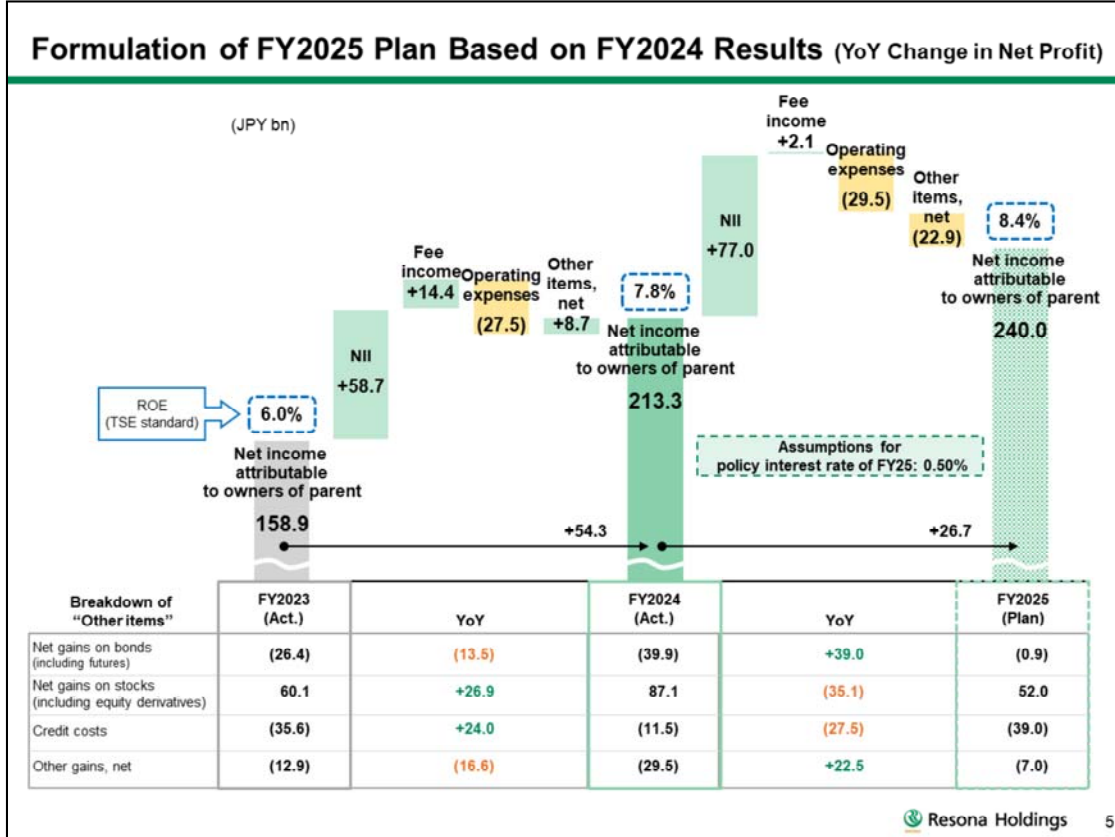 Formulation of FY2025 Plan Based on FY2024 Results (YoY Change in Net Profit)
(JPY bn)
ROE
(TSE standard)
6.0%
Net income
attributable
to owners of parent
158.9
NII
+58.7
Fee
income
+14.4
Operating
expenses
(27.5)
Other
items,
net
+8.7
7.8%
Net income
attributable
to owners of parent
213.3
NII
+77.0
Fee
income
+2.1
Operating
expenses
(29.5)
Other
items,
net
(22.9)
8.4%
Net income
attributable
to owners of parent
240.0
Assumptions for
policy interest rate of FY25: 0.50%
+54.3
+26.7
Breakdown of
"Other items"
FY2023
(Act.)
YoY
FY2024
(Act.)
YoY
FY2025
(Plan)
Net gains on bonds
(including futures)
(26.4)
(13.5)
(39.9)
+39.0
(0.9)
Net gains on stocks
(including equity derivatives)
60.1
+26.9
87.1
(35.1)
52.0
Credit costs
(35.6)
+24.0
(11.5)
(27.5)
(39.0)
Other gains, net
(12.9)
(16.6)
(29.5)
+22.5
(7.0)
Resona Holdings
5